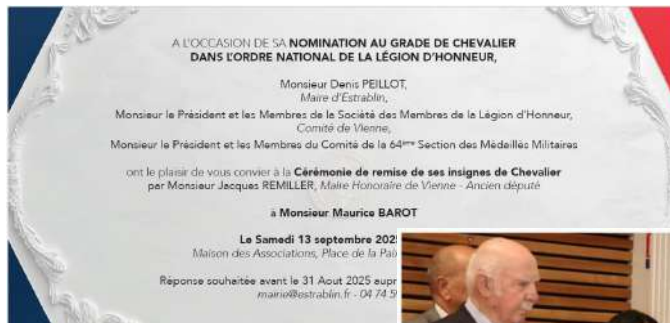 A L'OCCASION DE SA NOMINATION AU GRADE DE CHEVALIER
DANS L'ORDRE NATIONAL DE LA LÉGION D'HONNEUR,
Monsieur Denis PEILLOT,
Maire d'Estrablin,
Monsieur le Président et les Membres de la Société des Membres de la Légion d'Honneur,
Comité de Vienne,
Monsieur le Président et les Membres du Comité de la 64ème Section des Médaillés Militaires
ont le plaisir de vous convier à la Cérémonie de remise de ses insignes de Chevalier
par Monsieur Jacques REMILLER, Maire Honoraire de Vienne - Ancien député
à Monsieur Maurice BAROT
Le Samedi 13 septembre 202
Maison des Associations, Place de la Pai
Réponse souhaitée avant le 31 Aout 2025 aupr
mairie@estrablin.fr - 04 74 5